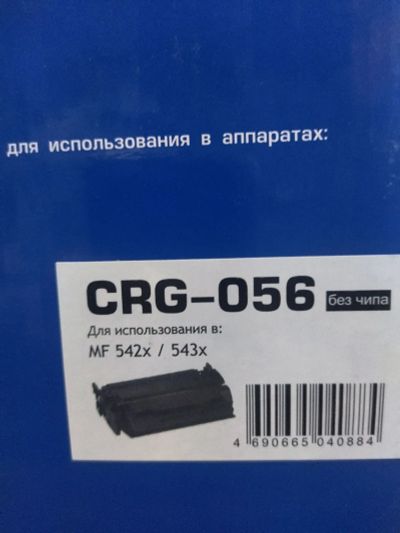 для использования в аппаратах:
CRG-056 без чипа
Для использования в:
MF 542x / 543x
4 690665 040884